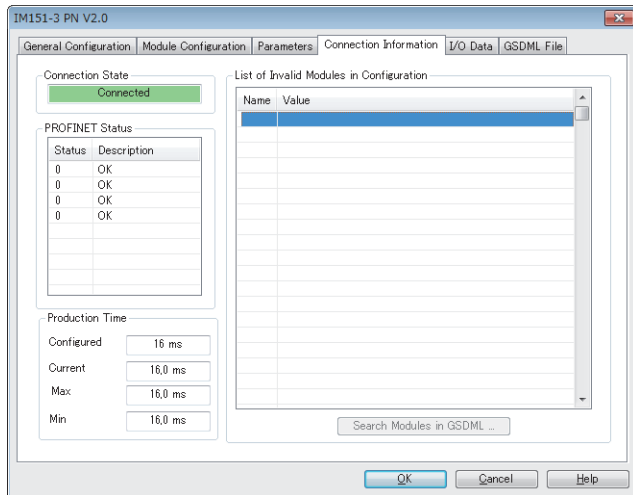 IM151-3 PN V2.0
General Configuration Module Configuration Parameters Connection Information I/O Data GSDML File
Connection State
Connected
PROFINET Status
Status Description
0 OK
0 OK
0 OK
0 OK
Production Time
Configured 16 ms
Current 16,0 ms
Max 16,0 ms
Min 16,0 ms
List of Invalid Modules in Configuration
Name Value
Search Modules in GSDML ...
OK Cancel Help